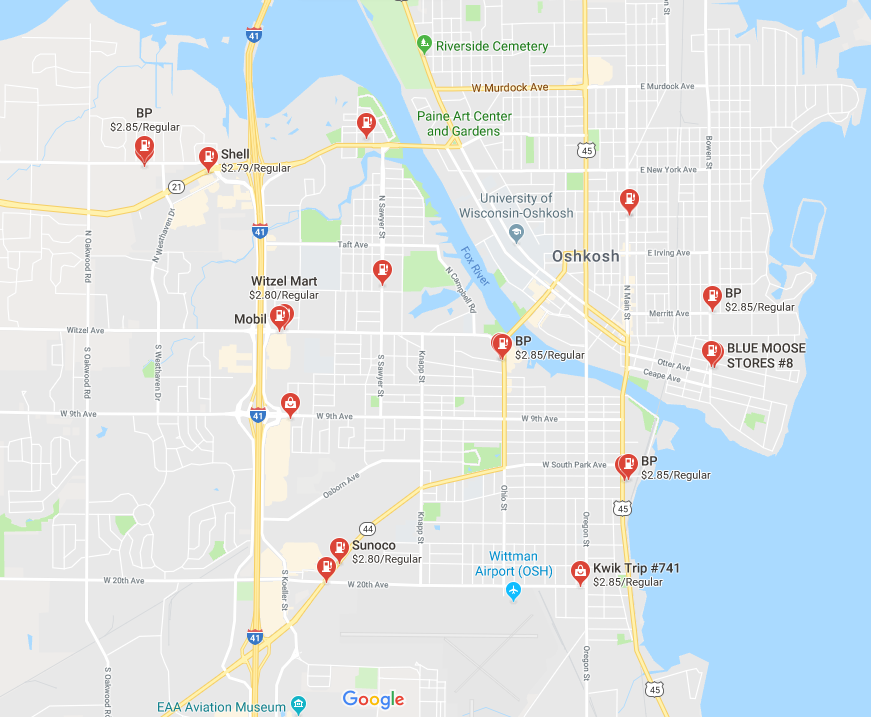 41
Riverside Cemetery
W Murdock Ave
E Murdock Ave
BP
$2.85/Regular
Paine Art Center
and Gardens
Bowen St
45
Shell
$2.79/Regular
E New York Ave
21
N Sawyer St
University of
Wisconsin-Oshkosh
N Westhaven Dr
41
N Oakwood Rd
Taft Ave
Fox River
Oshkosh
E Irving Ave
N Campbell Rd
Witzel Mart
$2.80/Regular
N Main St
BP
$2.85/Regular
Merritt Ave
Mobil
Witzel Ave
BP
$2.85/Regular
BLUE MOOSE
STORES #8
Otter Ave
Ceape Ave
S Oakwood Rd
S Westhaven Dr
S Sawyer St
Knapp St
W 9th Ave
41
W 9th Ave
W 9th Ave
W South Park Ave
BP
$2.85/Regular
Osborn Ave
Ohio St
45
44
Knapp St
Oregon St
Sunoco
$2.80/Regular
Wittman
Airport (OSH)
Kwik Trip #741
$2.85/Regular
W 20th Ave
S Koeller St
W 20th Ave
41
S Oakwood Rd
Oregon St
45
EAA Aviation Museum
Google